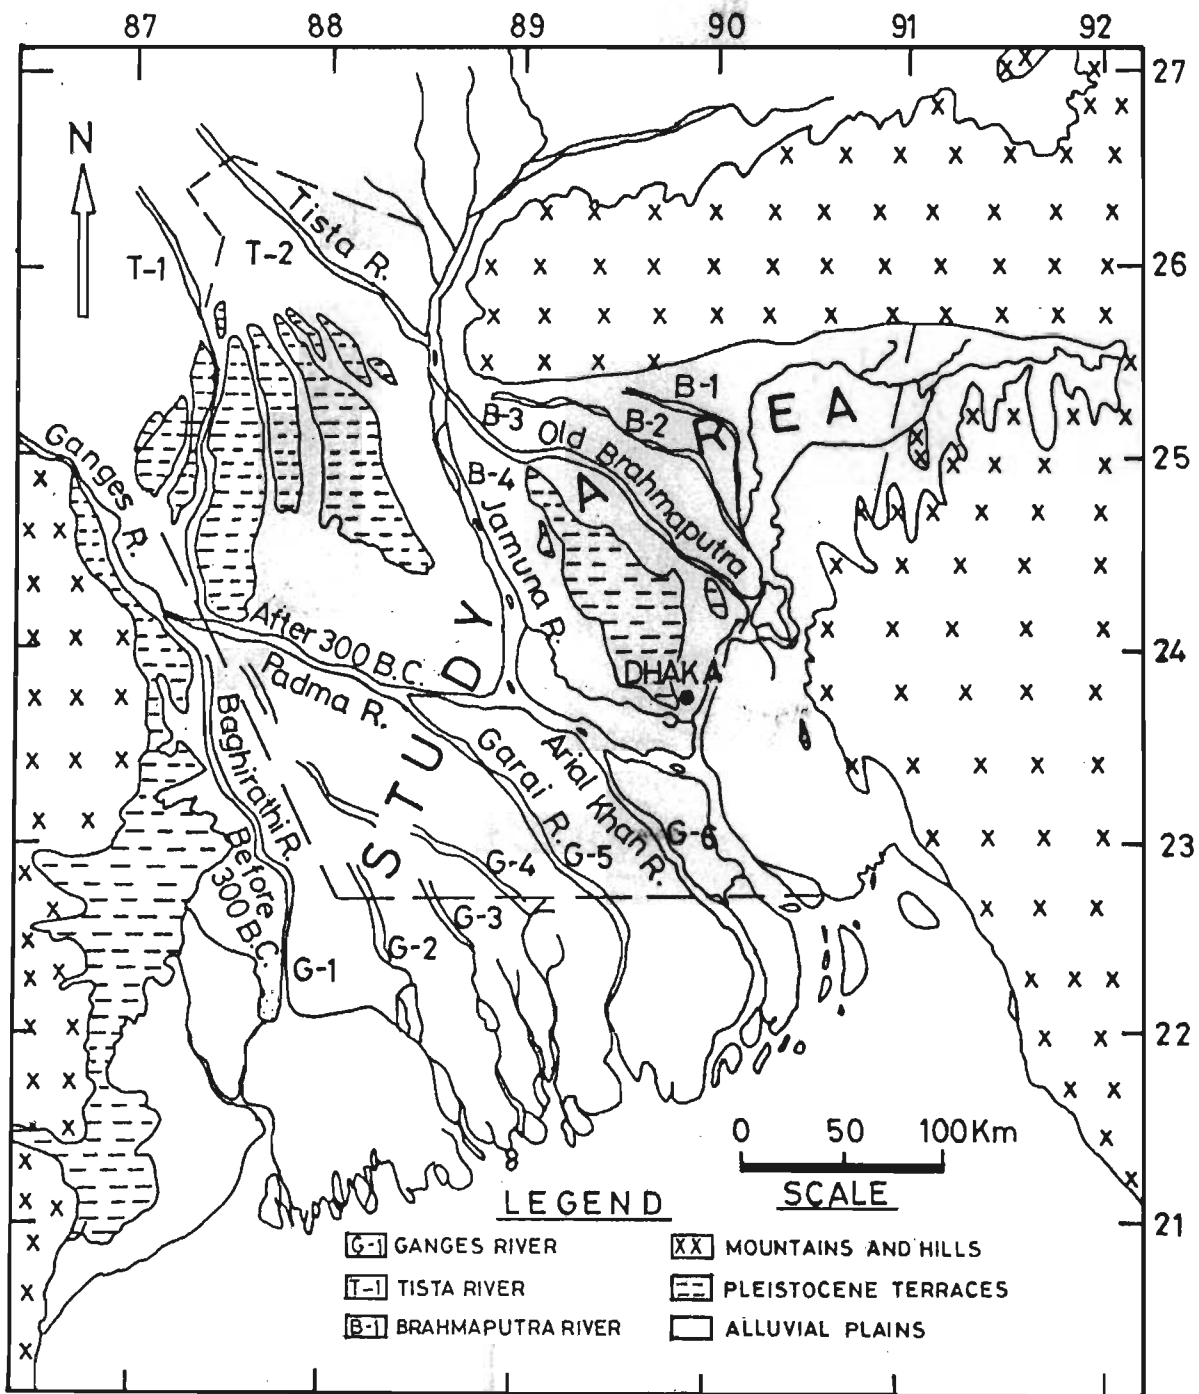 87 88 89 90 91 92
27
N
Tista R.
T-1
T-2
26
B-1
B-3
B-2
Old Brahmaputra
STUDY AREA
Ganges R.
25
B-4
Jamuna R.
After 300 B.C.
24
Padma R.
DHAKA
Baghirathi R.
Garai R.
Arial Khan R.
Before
300 B.C.
G-6
23
G-4
G-5
G-3
G-2
G-1
22
0 50 100Km
SCALE
LEGEND
21
G-1 GANGES RIVER
T-1 TISTA RIVER
B-1 BRAHMAPUTRA RIVER
XX MOUNTAINS AND HILLS
PLEISTOCENE TERRACES
ALLUVIAL PLAINS